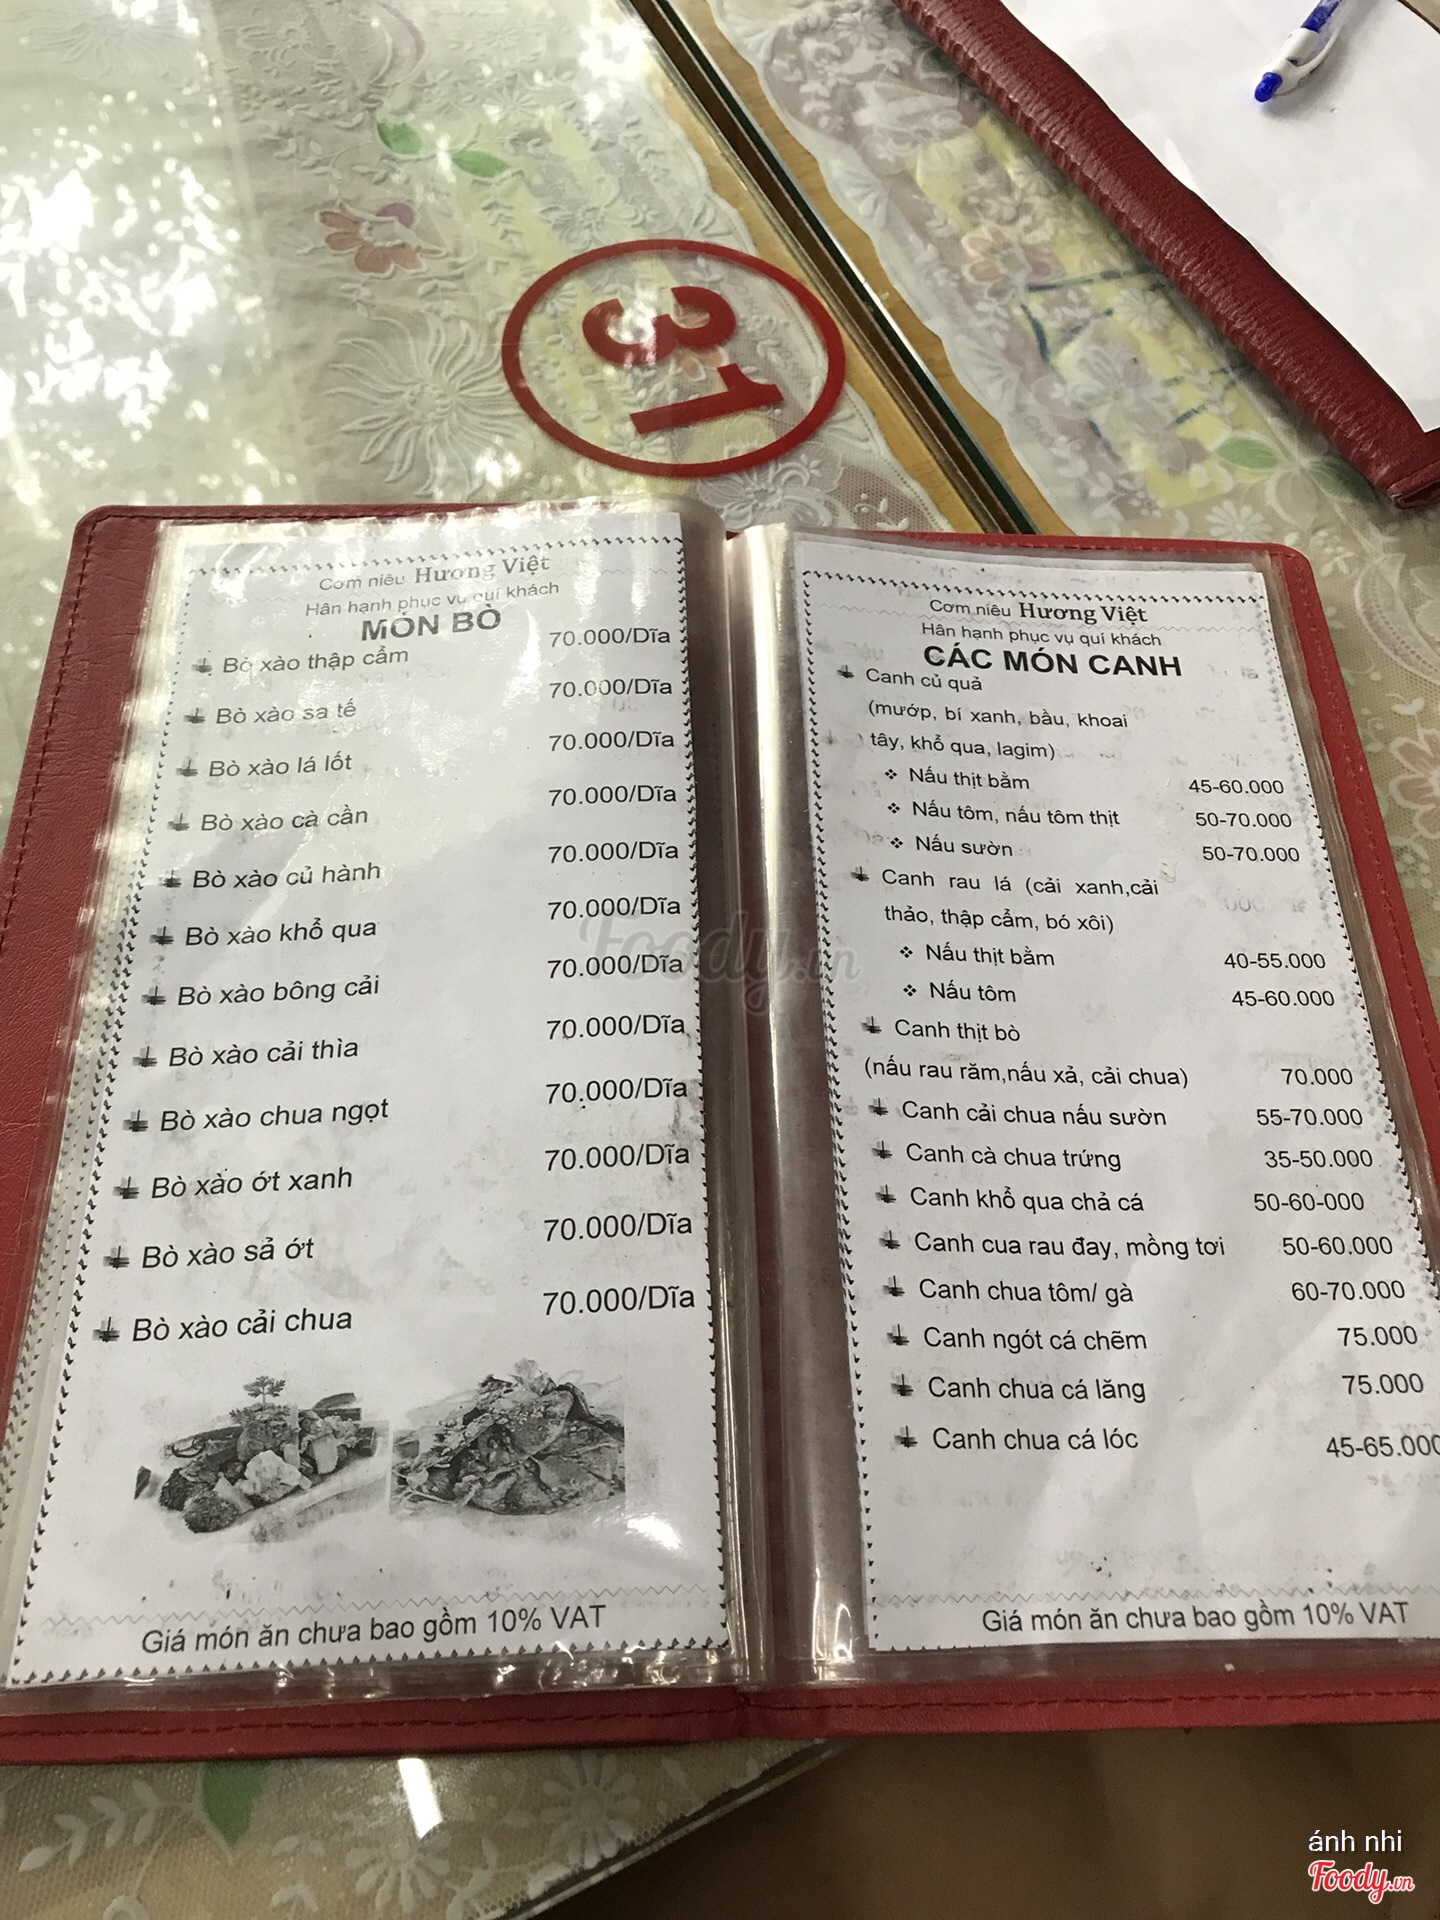 31
Cơm niêu Hương Việt
Hân hạnh phục vụ quí khách
MÓN BÒ
Bò xào thập cẩm 70.000/Dĩa
Bò xào sa tế 70.000/Dĩa
Bò xào lá lốt 70.000/Dĩa
Bò xào cà cần 70.000/Dĩa
Bò xào củ hành 70.000/Dĩa
Bò xào khổ qua 70.000/Dĩa
Bò xào bông cải 70.000/Dĩa
Bò xào cải thìa 70.000/Dĩa
Bò xào chua ngọt 70.000/Dĩa
Bò xào ớt xanh 70.000/Dĩa
Bò xào sả ớt 70.000/Dĩa
Bò xào cải chua 70.000/Dĩa
Giá món ăn chưa bao gồm 10% VAT
Cơm niêu Hương Việt
Hân hạnh phục vụ quí khách
CÁC MÓN CANH
Canh củ quả
(mướp, bí xanh, bầu, khoai
tây, khổ qua, lagim)
Nấu thịt bằm 45-60.000
Nấu tôm, nấu tôm thịt 50-70.000
Nấu sườn 50-70.000
Canh rau lá (cải xanh,cải
thảo, thập cẩm, bó xôi)
Nấu thịt bằm 40-55.000
Nấu tôm 45-60.000
Canh thịt bò
(nấu rau răm,nấu xả, cải chua) 70.000
Canh cải chua nấu sườn 55-70.000
Canh cà chua trứng 35-50.000
Canh khổ qua chả cá 50-60-000
Canh cua rau đay, mồng tơi 50-60.000
Canh chua tôm/ gà 60-70.000
Canh ngót cá chẽm 75.000
Canh chua cá lăng 75.000
Canh chua cá lóc 45-65.000
Giá món ăn chưa bao gồm 10% VAT
Foody.vn
ánh nhi
Foody.vn